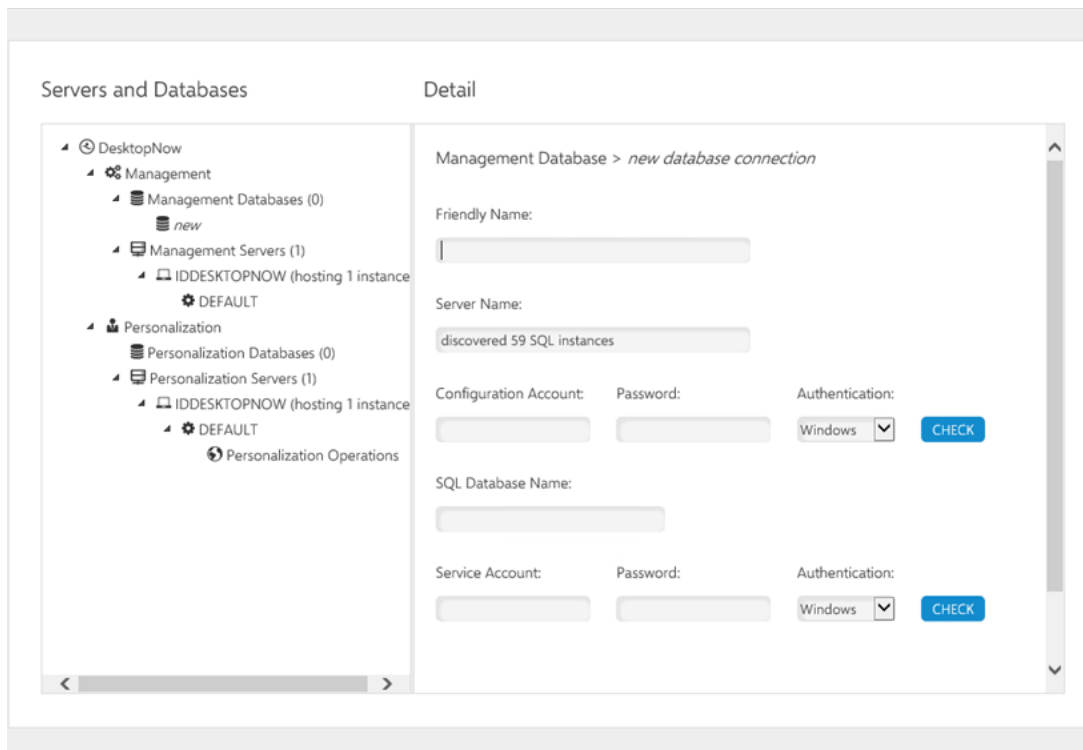 Servers and Databases
Detail
DesktopNow
Management
Management Databases (0)
new
Management Servers (1)
IDDESKTOPNOW (hosting 1 instance
DEFAULT
Personalization
Personalization Databases (0)
Personalization Servers (1)
IDDESKTOPNOW (hosting 1 instance
DEFAULT
Personalization Operations
Management Database > new database connection
Friendly Name:
Server Name:
discovered 59 SQL instances
Configuration Account: Password: Authentication:
Windows CHECK
SQL Database Name:
Service Account: Password: Authentication:
Windows CHECK